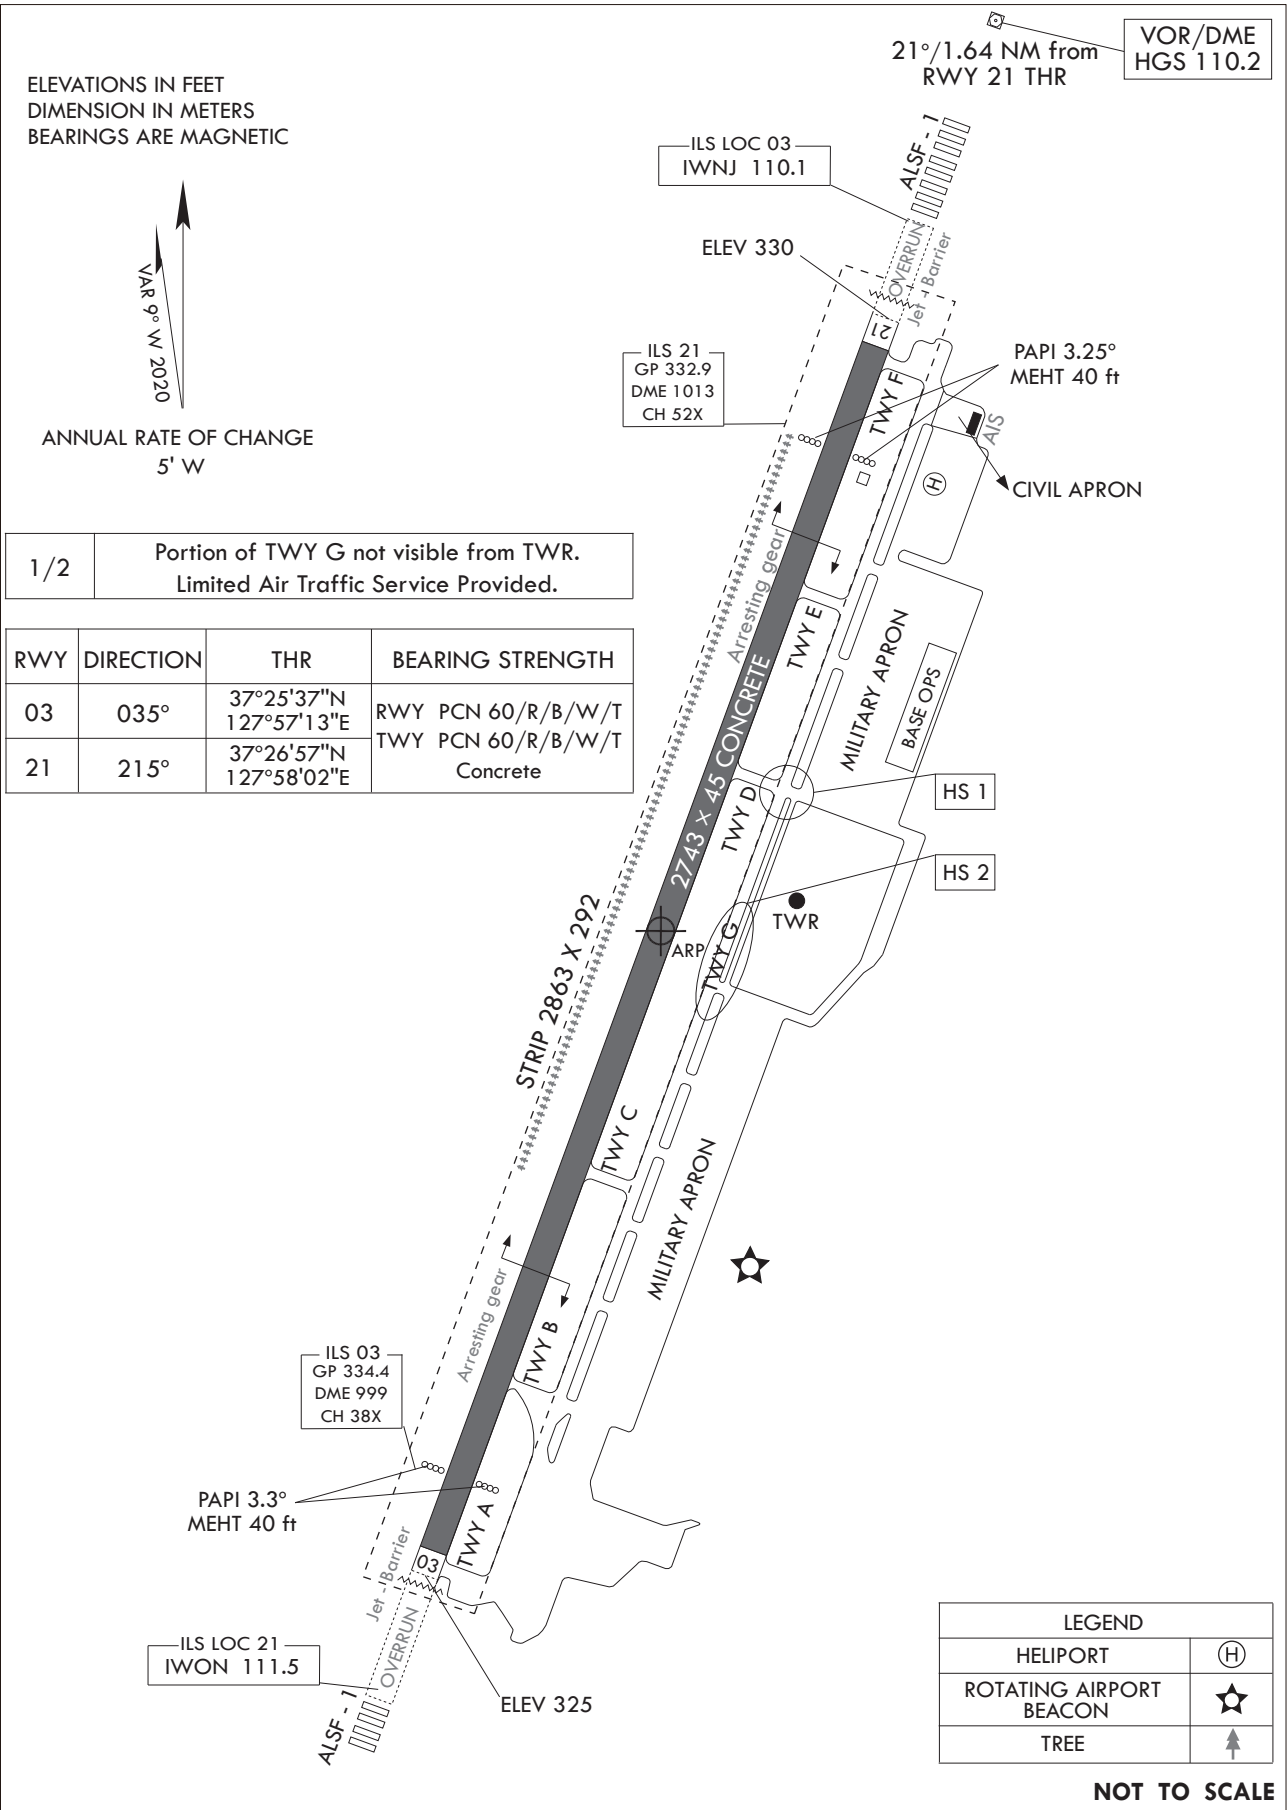 VOR/DME
HGS 110.2
21°/1.64 NM from
RWY 21 THR
ELEVATIONS IN FEET
DIMENSION IN METERS
BEARINGS ARE MAGNETIC
VAR 9° W 2020
ANNUAL RATE OF CHANGE
5' W
ILS LOC 03
IWNJ 110.1
ALSF - 1
OVERRUN
Jet - Barrier
ELEV 330
21
ILS 21
GP 332.9
DME 1013
CH 52X
PAPI 3.25°
MEHT 40 ft
TWY F
AIS
H
CIVIL APRON
1/2
Portion of TWY G not visible from TWR.
Limited Air Traffic Service Provided.
RWY DIRECTION THR BEARING STRENGTH
03 035° 37°25'37"N
127°57'13"E
21 215° 37°26'57"N
127°58'02"E
RWY PCN 60/R/B/W/T
TWY PCN 60/R/B/W/T
Concrete
Arresting gear
TWY E
MILITARY APRON
BASE OPS
2743 × 45 CONCRETE
TWY D
HS 1
HS 2
TWR
TWY G
ARP
STRIP 2863 X 292
TWY C
MILITARY APRON
Arresting gear
TWY B
ILS 03
GP 334.4
DME 999
CH 38X
PAPI 3.3°
MEHT 40 ft
TWY A
03
Jet - Barrier
OVERRUN
ILS LOC 21
IWON 111.5
ELEV 325
ALSF - 1
LEGEND
HELIPORT H
ROTATING AIRPORT
BEACON
TREE
NOT TO SCALE